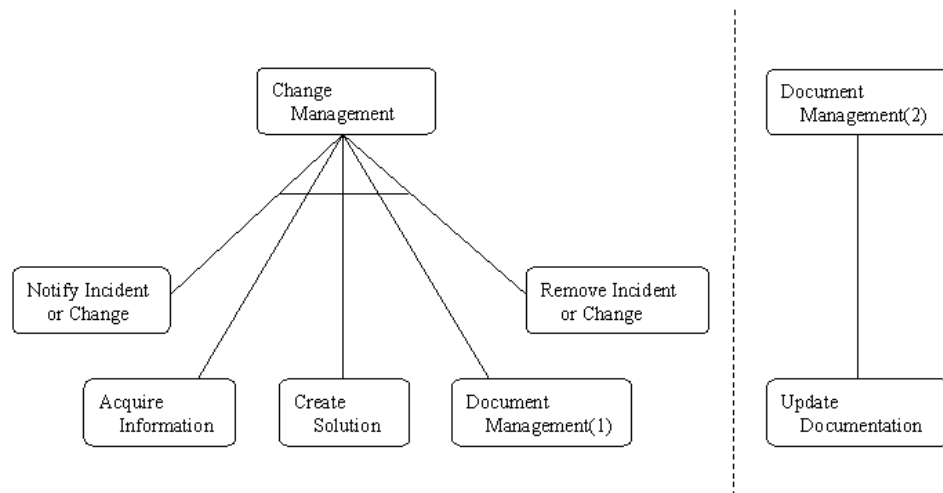 Change
Management
Document
Management(2)
Notify Incident
or Change
Remove Incident
or Change
Acquire
Information
Create
Solution
Document
Management(1)
Update
Documentation